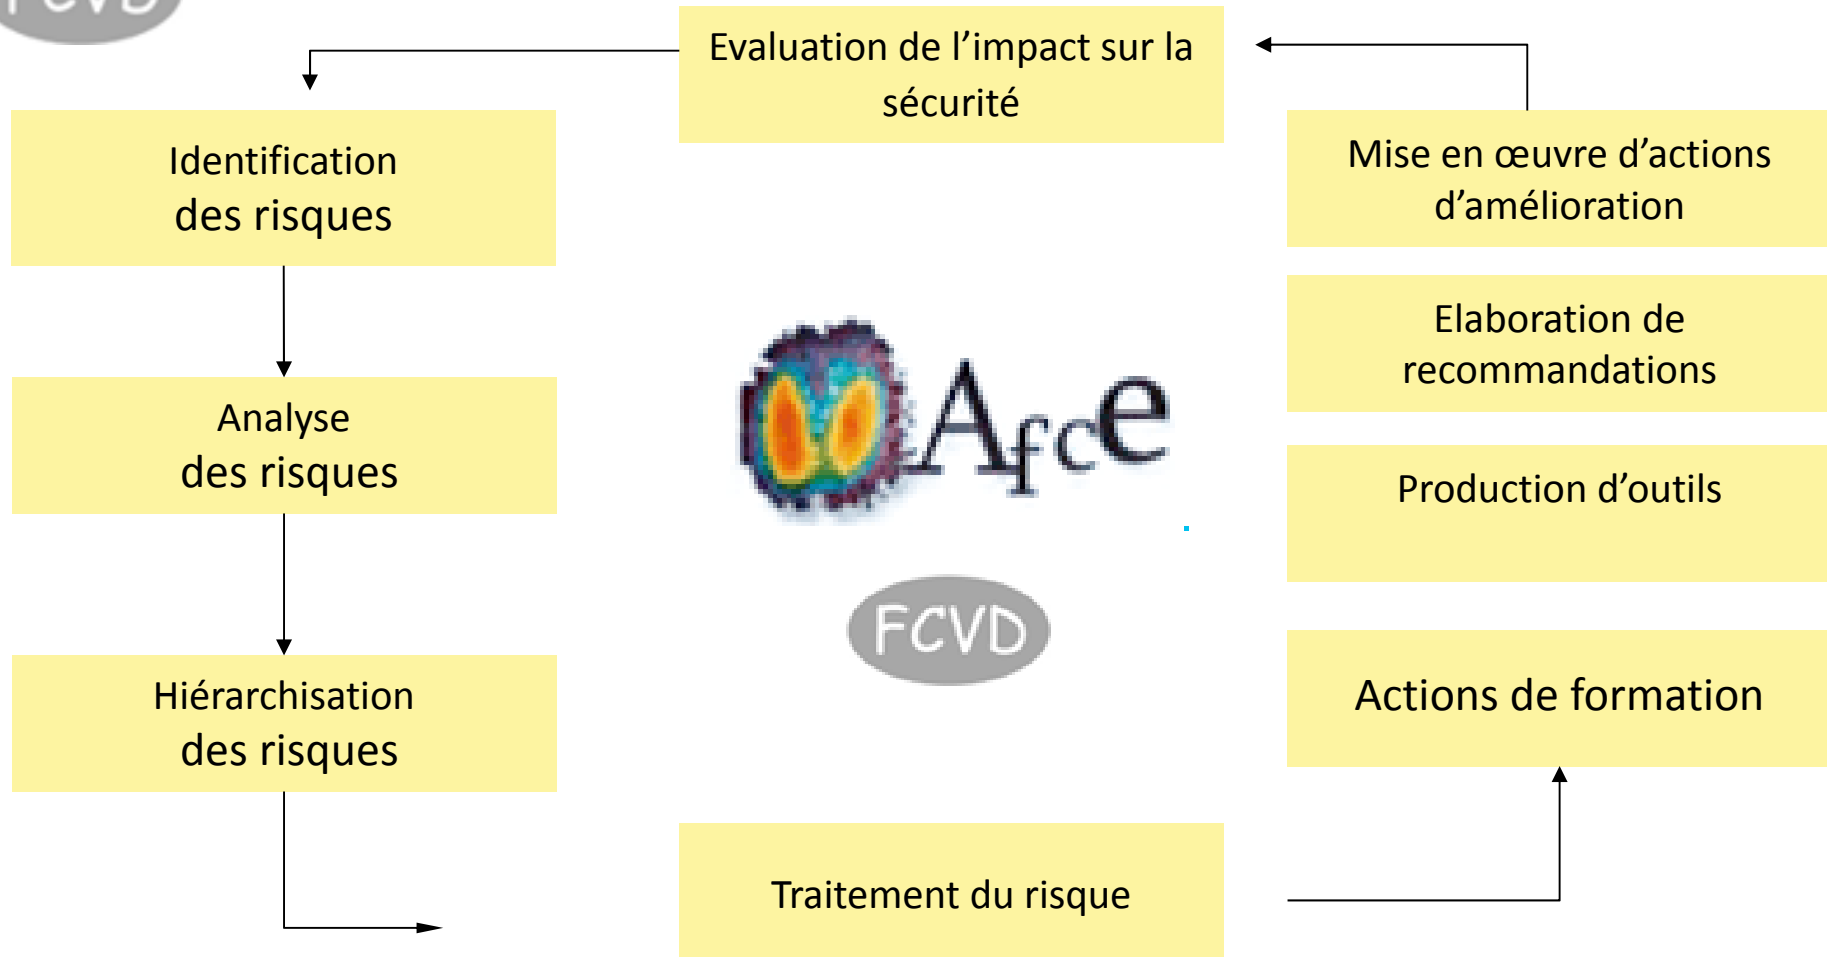 FCVD
Evaluation de l’impact sur la
sécurité
Identification
des risques
Mise en œuvre d’actions
d’amélioration
Elaboration de
recommandations
Analyse
des risques
Afce
Production d’outils
FCVD
Hiérarchisation
des risques
Actions de formation
Traitement du risque